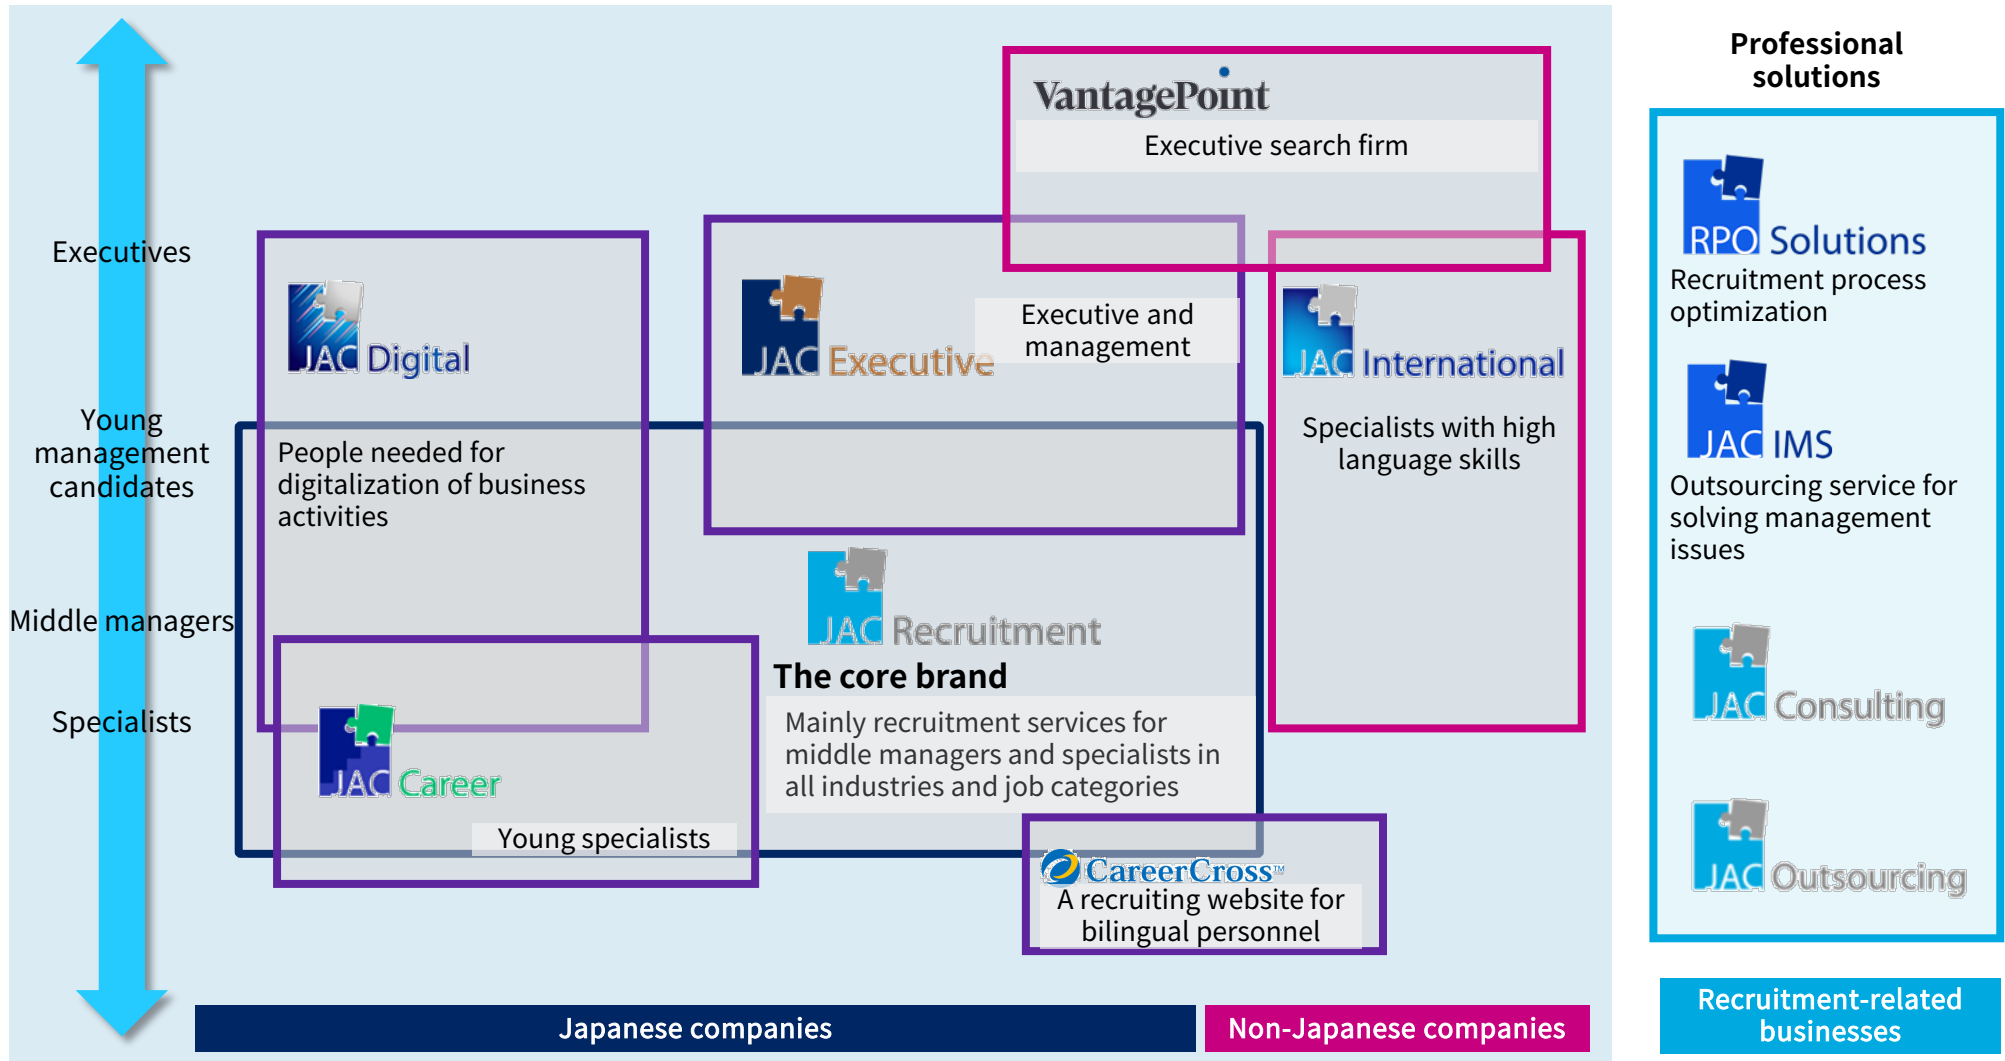 Executives
Young
management
candidates
Middle managers
Specialists
VantagePoint
Executive search firm
JAC Digital
People needed for
digitalization of business
activities
JAC Executive
Executive and
management
JAC International
Specialists with high
language skills
JAC Recruitment
The core brand
Mainly recruitment services for
middle managers and specialists in
all industries and job categories
JAC Career
Young specialists
CareerCross™
A recruiting website for
bilingual personnel
Japanese companies
Non-Japanese companies
Professional
solutions
RPO Solutions
Recruitment process
optimization
JAC IMS
Outsourcing service for
solving management
issues
JAC Consulting
JAC Outsourcing
Recruitment-related
businesses